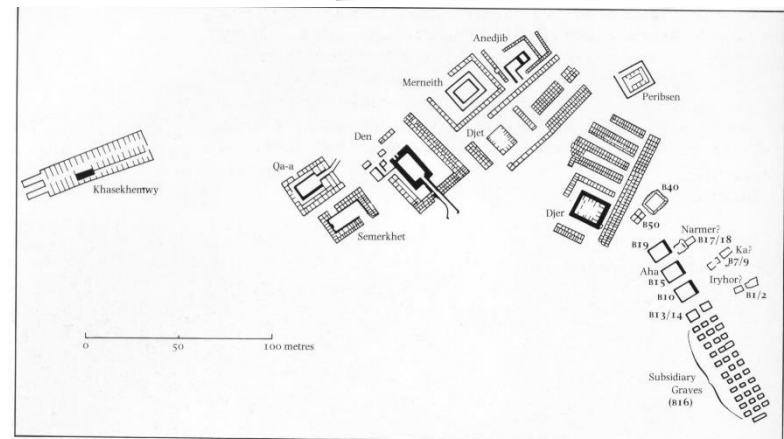 Anedjib
Merneith
Peribsen
Den
Djet
Qa-a
Khasekhemwy
Semerkhet
Djer
B40
B50
Narmer?
B17/18
B19
Ka?
B7/9
Aha
B15
Iryhor?
B1/2
B10
B13/14
0 50 100 metres
Subsidiary
Graves
(B16)